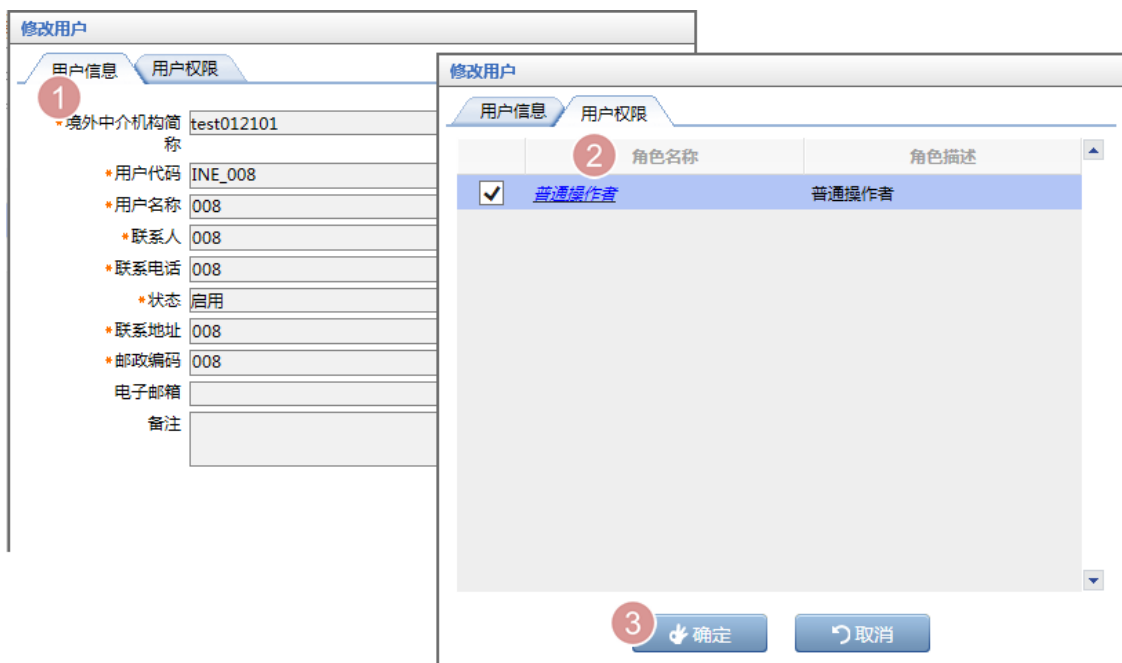 修改用户
用户信息 用户权限
1
*境外中介机构简称 test012101
*用户代码 INE_008
*用户名称 008
*联系人 008
*联系电话 008
*状态 启用
*联系地址 008
*邮政编码 008
电子邮箱
备注
修改用户
用户信息 用户权限
2
角色名称 角色描述
普通操作者 普通操作者
3 确定 取消